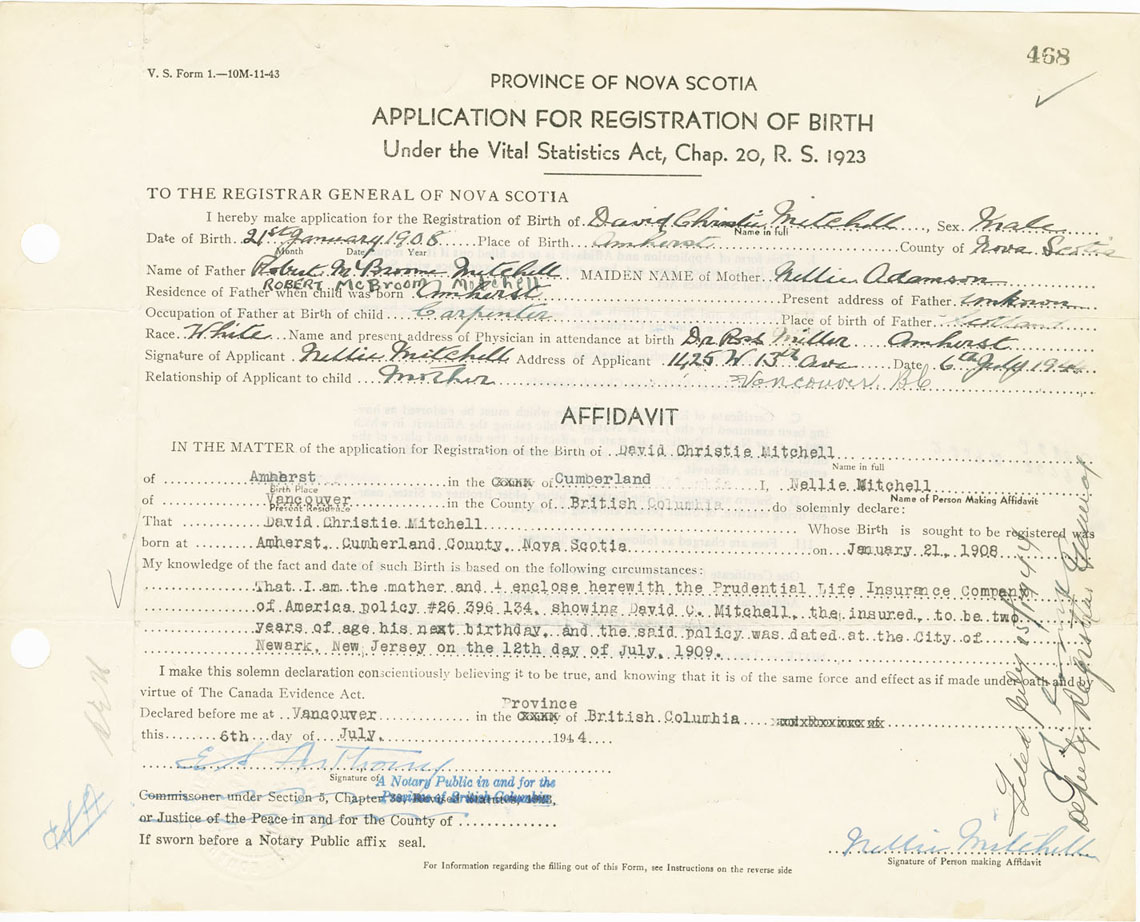 468
V. S. Form 1.—10M-11-43
PROVINCE OF NOVA SCOTIA
APPLICATION FOR REGISTRATION OF BIRTH
Under the Vital Statistics Act, Chap. 20, R. S. 1923
TO THE REGISTRAR GENERAL OF NOVA SCOTIA
I hereby make application for the Registration of Birth of David Christie Mitchell, Sex Male
Name in full
Date of Birth 21st January 1908 Place of Birth Amherst County of Nova Scotia
Month Date Year
Name of Father Robert McBroom Mitchell MAIDEN NAME of Mother Nellie Adamson
ROBERT McBROOM Mitchell
Residence of Father when child was born Amherst Present address of Father Unknown
Occupation of Father at Birth of child Carpenter Place of birth of Father Scotland
Race White Name and present address of Physician in attendance at birth Dr Ross Miller Amherst
Signature of Applicant Nellie Mitchell Address of Applicant 1425 W 13th Ave Date 6th July 1944
Relationship of Applicant to child Mother Vancouver BC
AFFIDAVIT
IN THE MATTER of the application for Registration of the Birth of David Christie Mitchell
Name in full
of Amherst in the xxxx of Cumberland I, Nellie Mitchell
Birth Place Name of Person Making Affidavit
of Vancouver in the County of British Columbia do solemnly declare:
Present Residence
That David Christie Mitchell Whose Birth is sought to be registered was
born at Amherst, Cumberland County, Nova Scotia on January 21, 1908
My knowledge of the fact and date of such Birth is based on the following circumstances:
That I am the mother and I enclose herewith the Prudential Life Insurance Company
of America policy #26 396 134, showing David C. Mitchell, the insured, to be two
years of age his next birthday, and the said policy was dated at the City of
Newark, New Jersey on the 12th day of July, 1909.
I make this solemn declaration conscientiously believing it to be true, and knowing that it is of the same force and effect as if made under oath and by
virtue of The Canada Evidence Act.
Province
Declared before me at Vancouver in the xxxx of British Columbia
this 6th day of July, 1944
Signature of A Notary Public in and for the
Province of British Columbia
Commissoner under Section 5, Chapter
or Justice of the Peace in and for the County of
If sworn before a Notary Public affix seal.
Nellie Mitchell
Signature of Person making Affidavit
For Information regarding the filling out of this Form, see Instructions on the reverse side
Filed July 25/1944
Deputy Registrar General